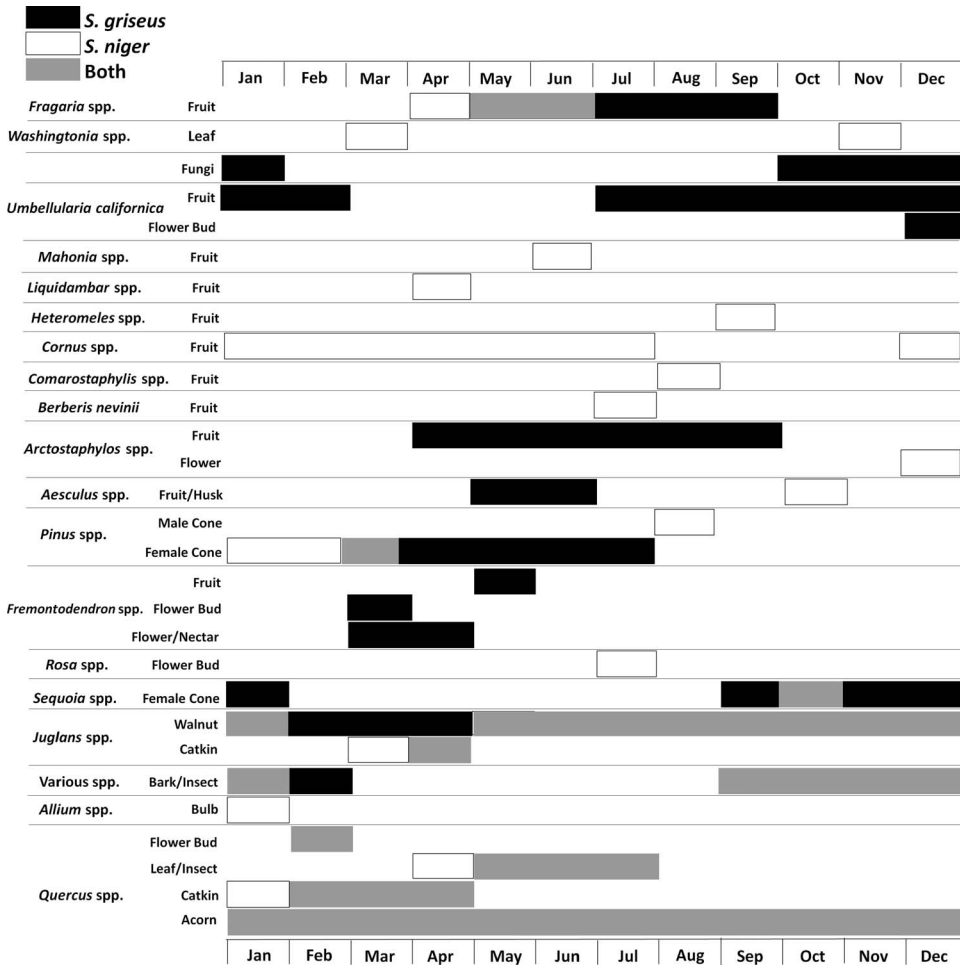 S. griseus
S. niger
Both
Jan Feb Mar Apr May Jun Jul Aug Sep Oct Nov Dec
Fragaria spp. Fruit
Washingtonia spp. Leaf
Fungi
Fruit
Umbellularia californica
Flower Bud
Mahonia spp. Fruit
Liquidambar spp. Fruit
Heteromeles spp. Fruit
Cornus spp. Fruit
Comarostaphylis spp. Fruit
Berberis nevinii Fruit
Fruit
Arctostaphylos spp.
Flower
Aesculus spp. Fruit/Husk
Male Cone
Pinus spp.
Female Cone
Fruit
Fremontodendron spp. Flower Bud
Flower/Nectar
Rosa spp. Flower Bud
Sequoia spp. Female Cone
Walnut
Juglans spp.
Catkin
Various spp. Bark/Insect
Allium spp. Bulb
Flower Bud
Leaf/Insect
Quercus spp. Catkin
Acorn
Jan Feb Mar Apr May Jun Jul Aug Sep Oct Nov Dec